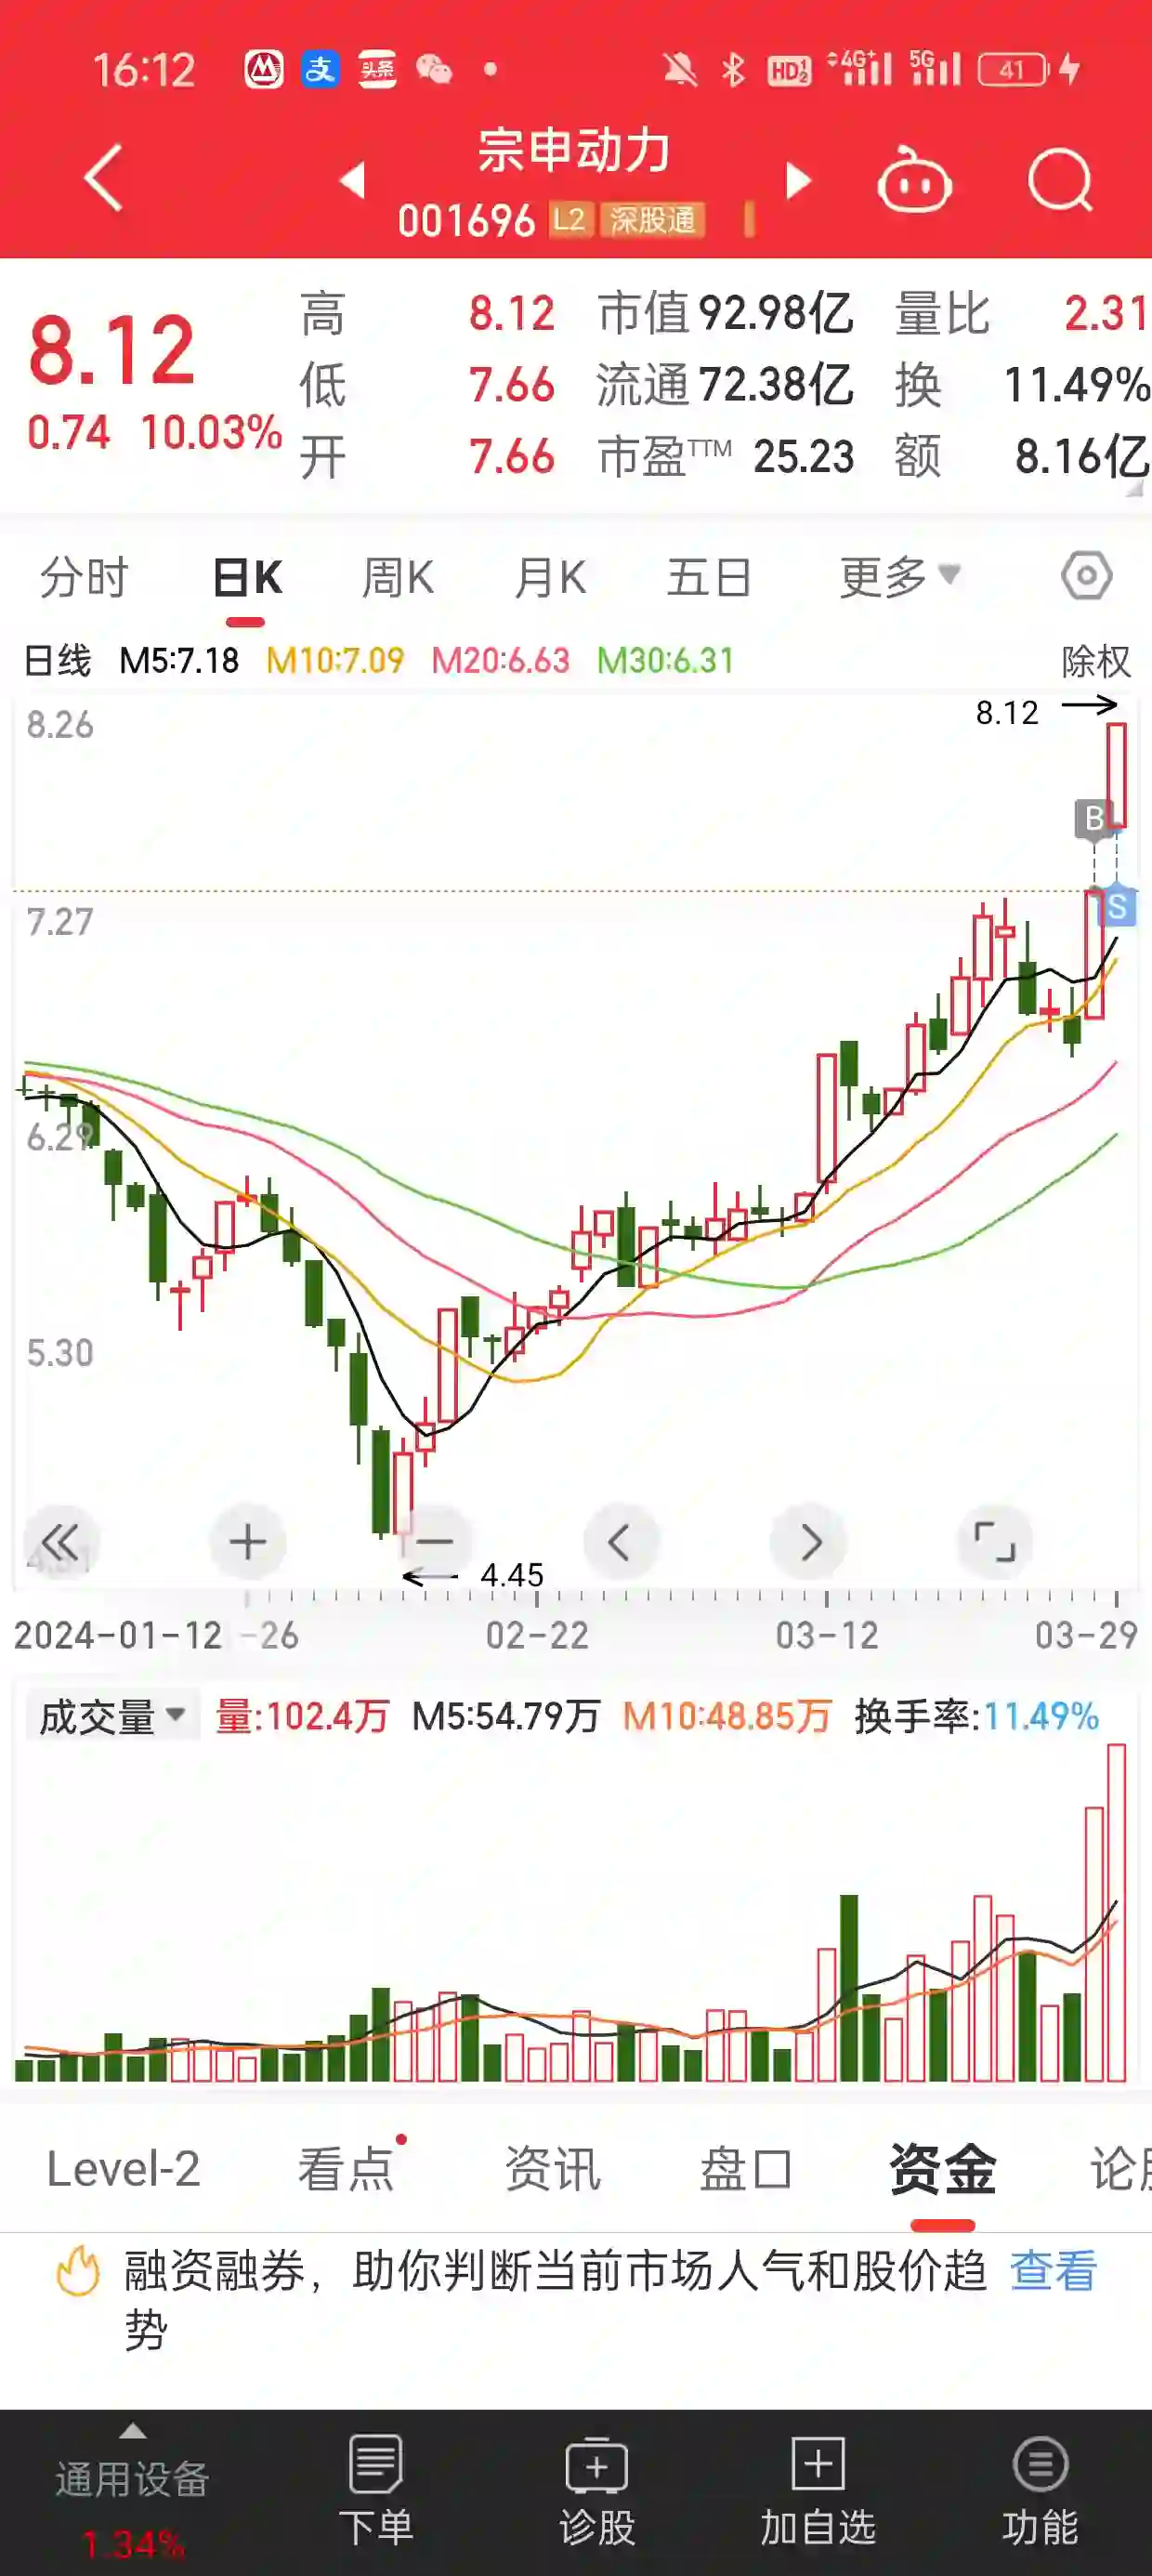 16:12 支 头条 HD 1 2 4G+ 5G 41
宗申动力
001696 L2 深股通
8.12
0.74 10.03%
高 8.12 市值 92.98亿 量比 2.31
低 7.66 流通 72.38亿 换 11.49%
开 7.66 市盈TTM 25.23 额 8.16亿
分时 日K 周K 月K 五日 更多
日线 M5:7.18 M10:7.09 M20:6.63 M30:6.31 除权
8.26
8.12
B
S
7.27
6.29
5.30
4.45
2024-01-12 -26 02-22 03-12 03-29
成交量 量:102.4万 M5:54.79万 M10:48.85万 换手率:11.49%
Level-2 看点 资讯 盘口 资金 论
融资融券，助你判断当前市场人气和股价趋 查看
势
通用设备
1.34%
下单 诊股 加自选 功能